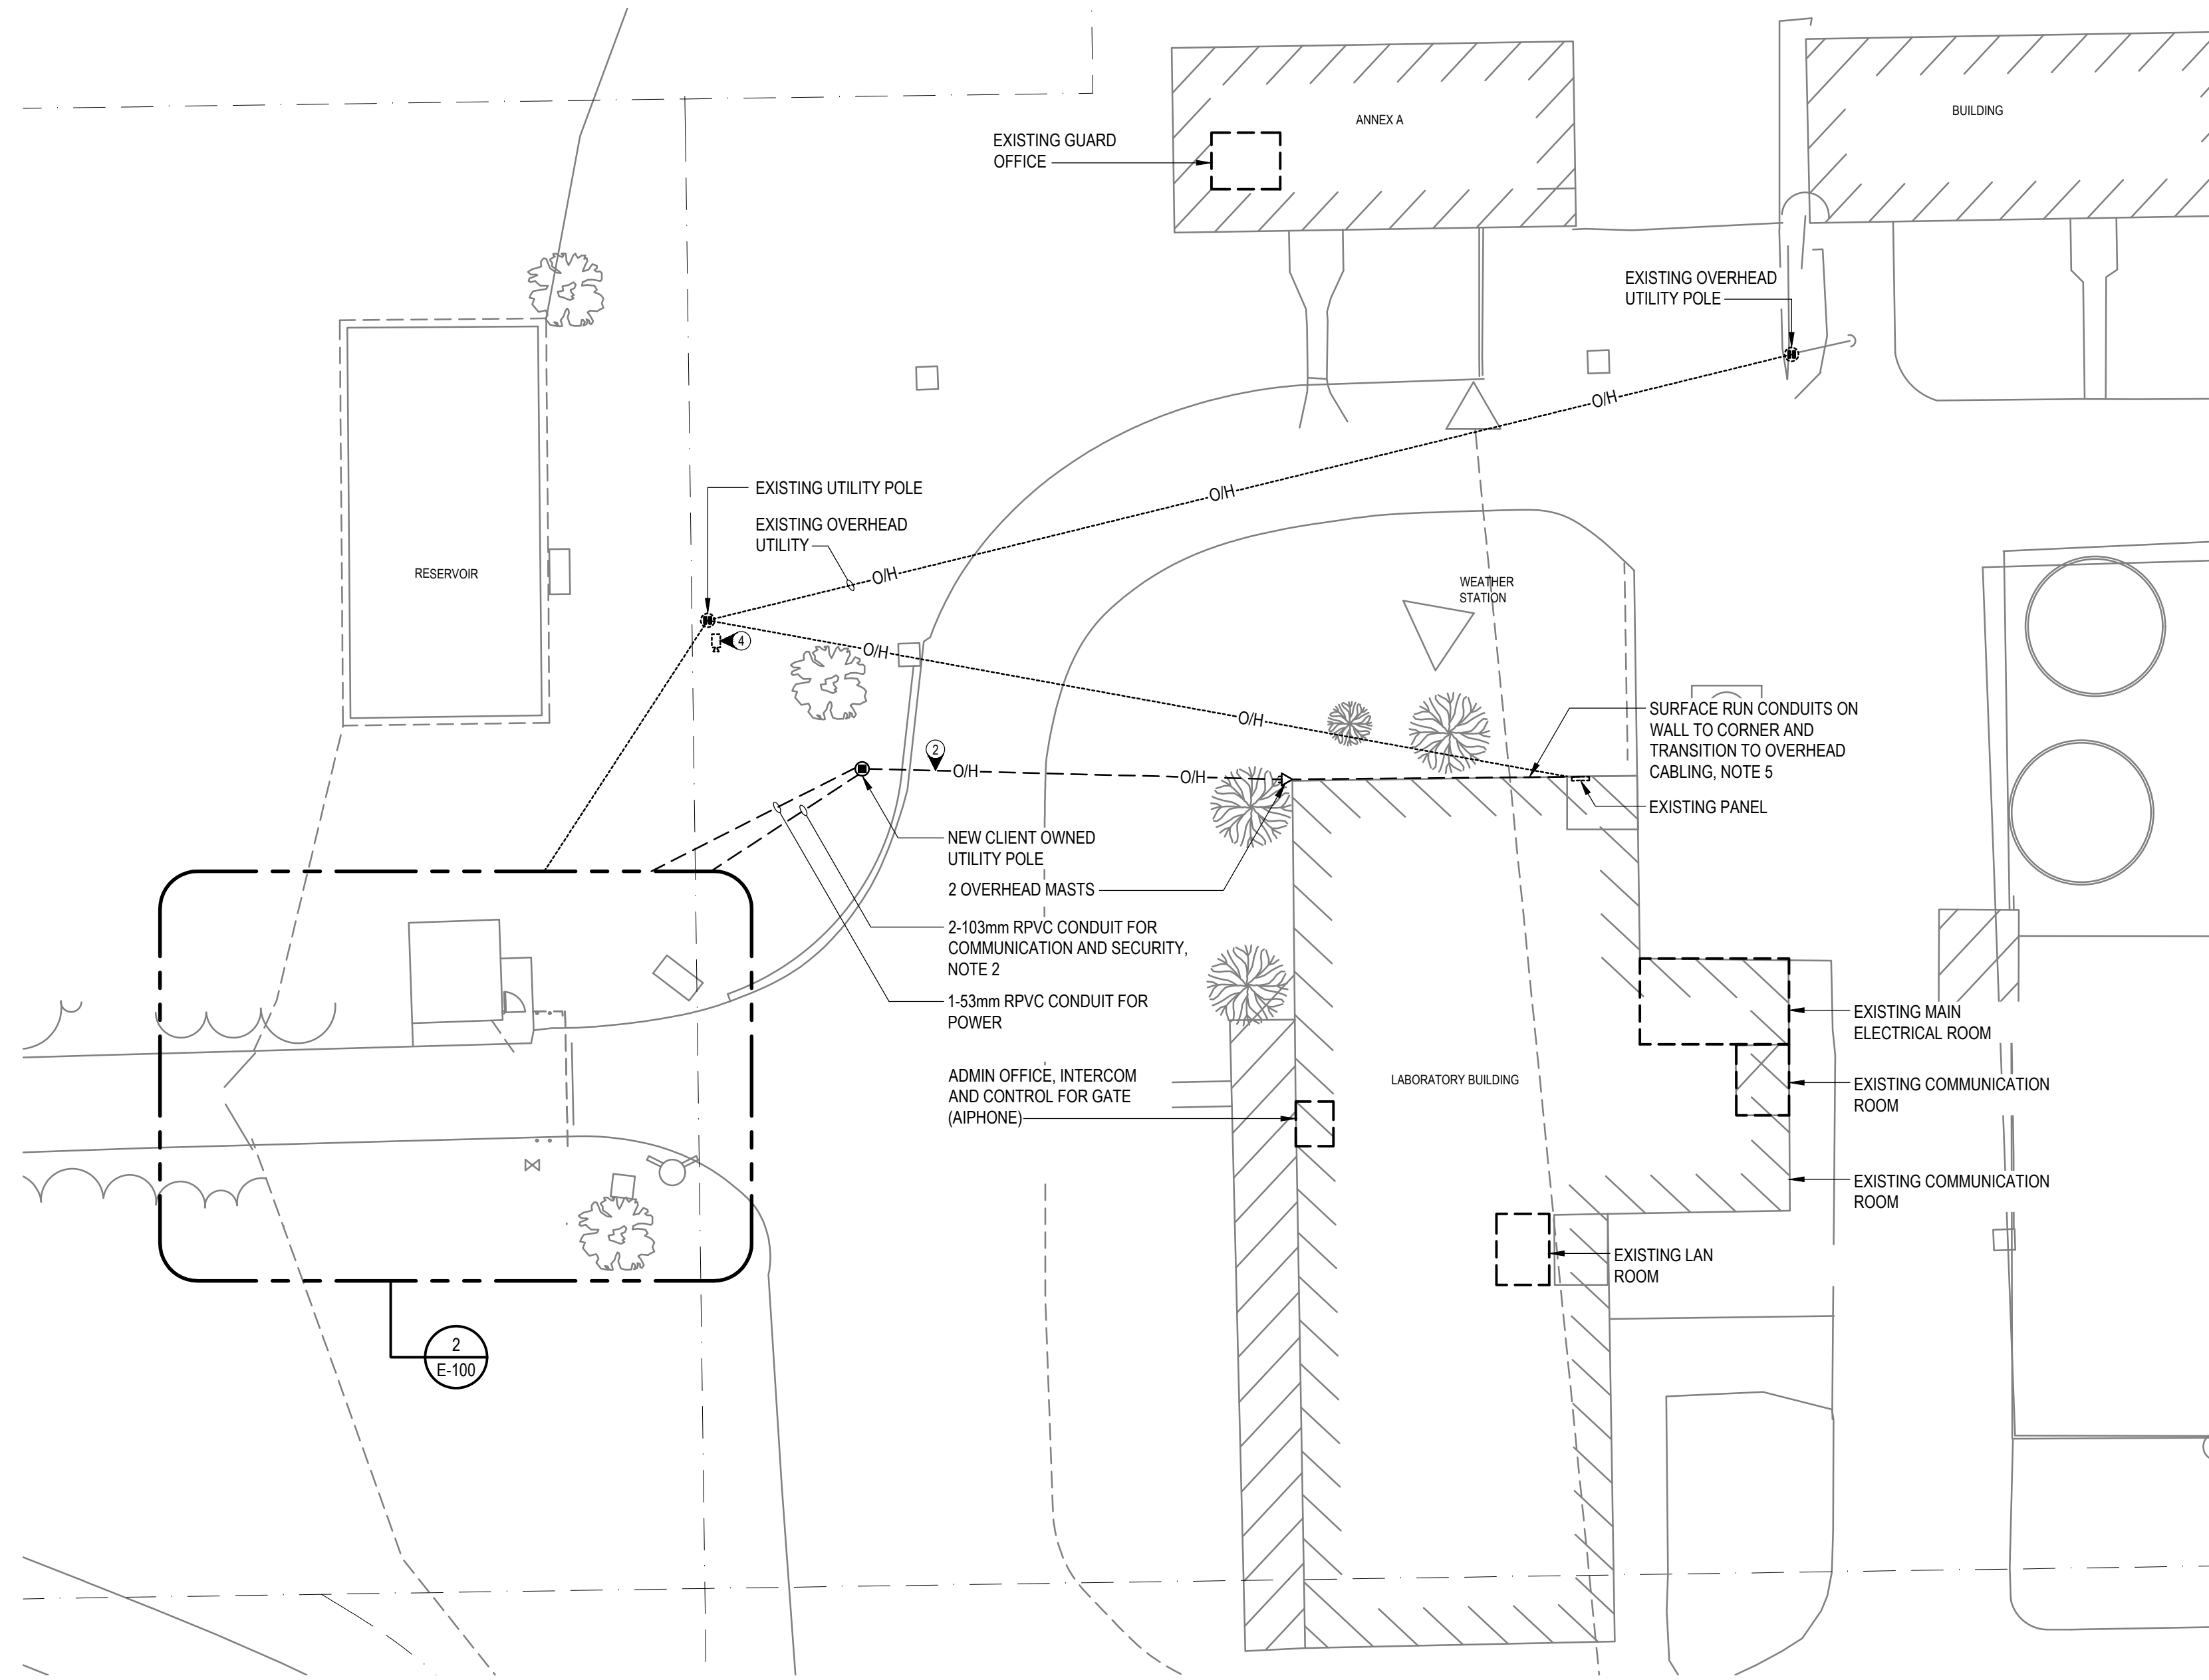 ANNEX A
BUILDING
EXISTING GUARD
OFFICE
EXISTING OVERHEAD
UTILITY POLE
O/H
O/H
O/H
EXISTING UTILITY POLE
EXISTING OVERHEAD
UTILITY
RESERVOIR
WEATHER
STATION
4
O/H
O/H
SURFACE RUN CONDUITS ON
WALL TO CORNER AND
TRANSITION TO OVERHEAD
CABLING, NOTE 5
2
O/H
O/H
EXISTING PANEL
NEW CLIENT OWNED
UTILITY POLE
2 OVERHEAD MASTS
2-103mm RPVC CONDUIT FOR
COMMUNICATION AND SECURITY,
NOTE 2
1-53mm RPVC CONDUIT FOR
POWER
EXISTING MAIN
ELECTRICAL ROOM
ADMIN OFFICE, INTERCOM
AND CONTROL FOR GATE
(AIPHONE)
LABORATORY BUILDING
EXISTING COMMUNICATION
ROOM
EXISTING COMMUNICATION
ROOM
EXISTING LAN
ROOM
2
E-100